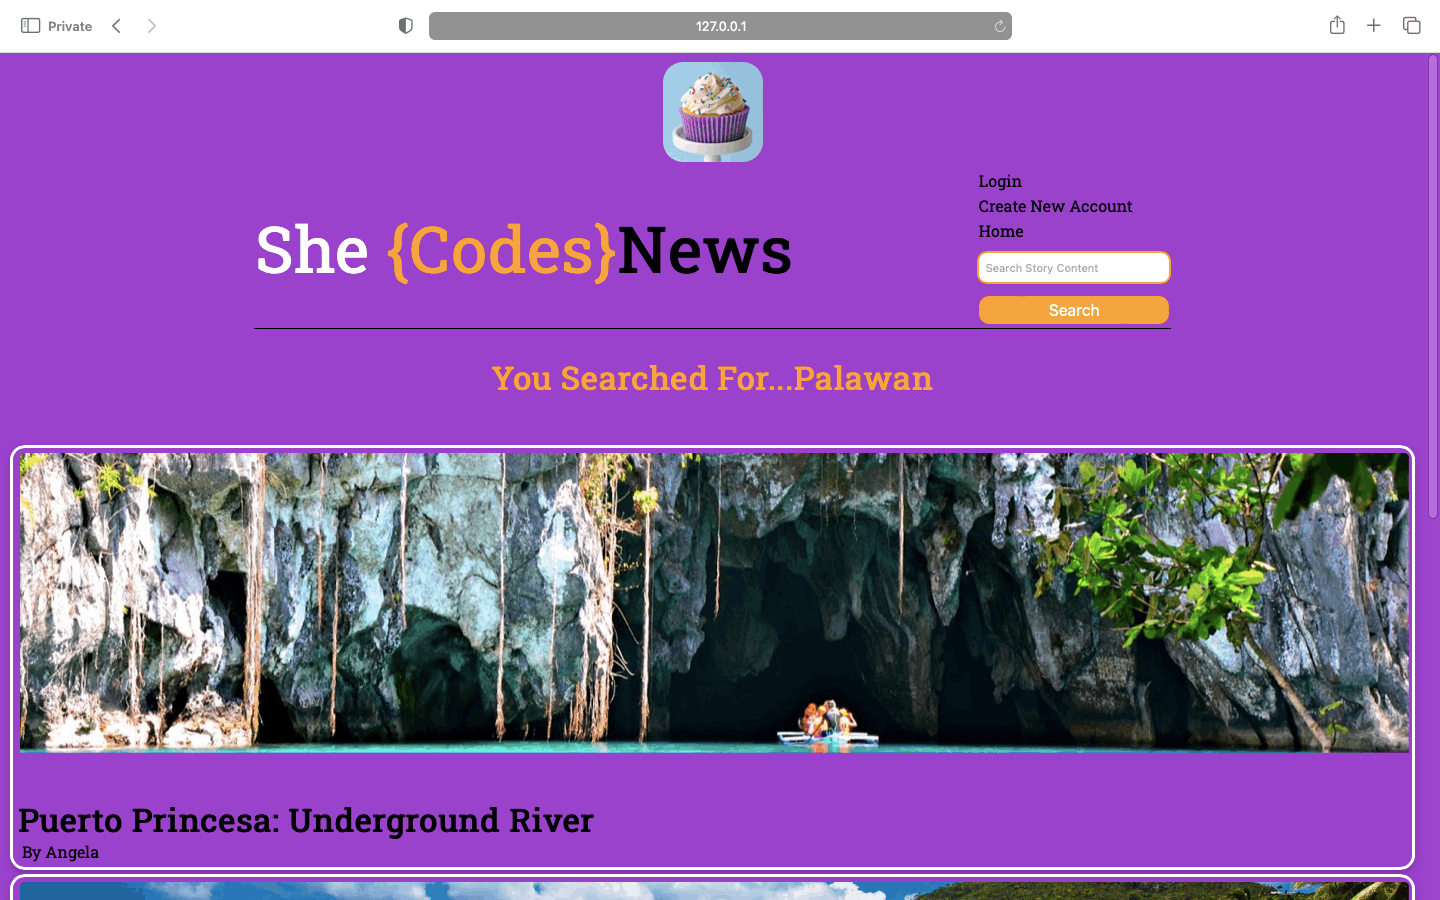 Private
127.0.0.1
Login
Create New Account
Home
She {Codes}News
Search Story Content
Search
You Searched For...Palawan
Puerto Princesa: Underground River
By Angela